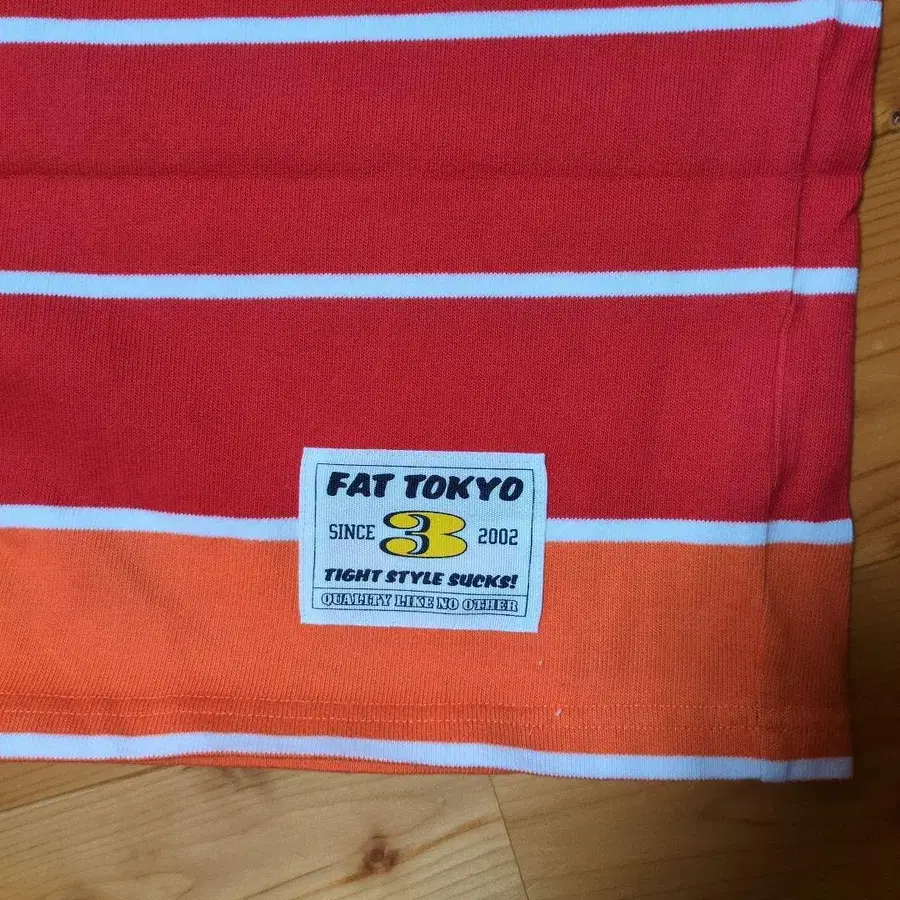 FAT TOKYO
SINCE 3 2002
TIGHT STYLE SUCKS!
QUALITY LIKE NO OTHER